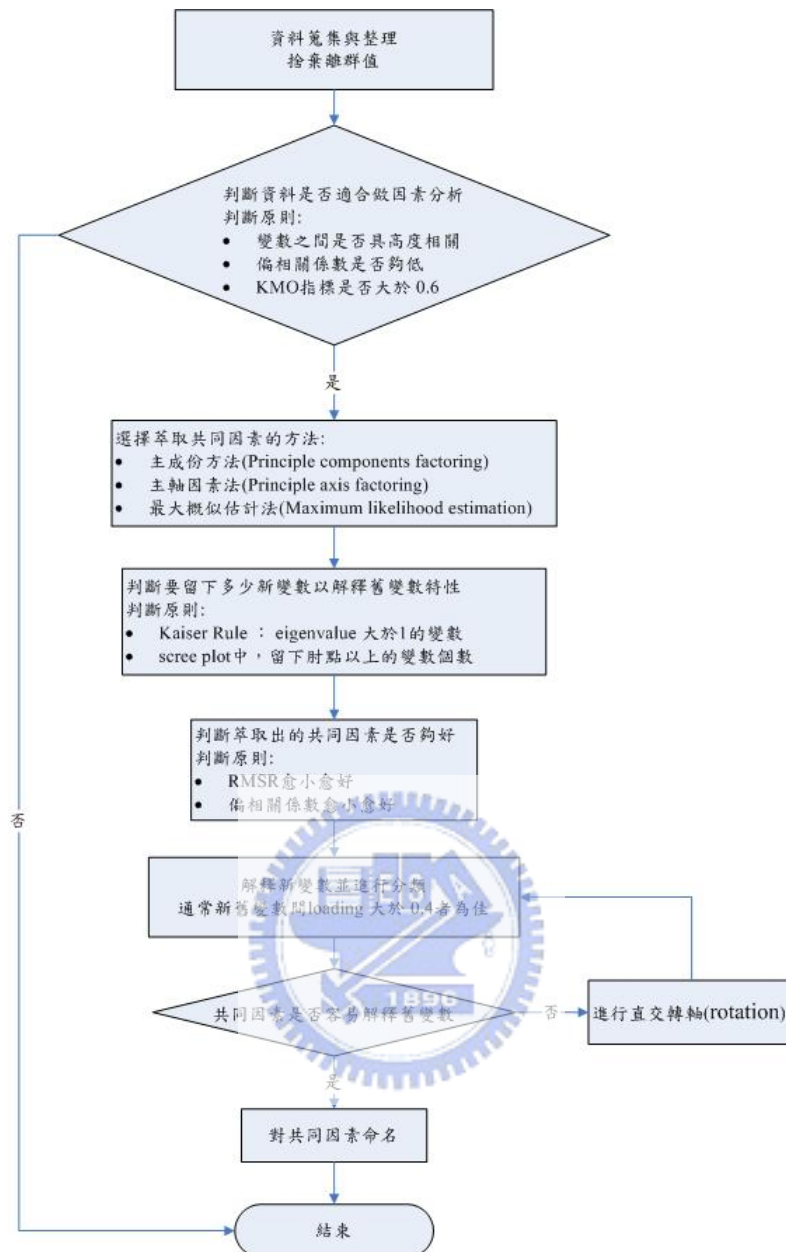 資料蒐集與整理
捨棄離群值
判斷資料是否適合做因素分析
判斷原則:
• 變數之間是否具高度相關
• 偏相關係數是否夠低
• KMO指標是否大於 0.6
是
選擇萃取共同因素的方法:
• 主成份方法(Principle components factoring)
• 主軸因素法(Principle axis factoring)
• 最大概似估計法(Maximum likelihood estimation)
判斷要留下多少新變數以解釋舊變數特性
判斷原則:
• Kaiser Rule : eigenvalue 大於1的變數
• scree plot中,留下肘點以上的變數個數
判斷萃取出的共同因素是否夠好
判斷原則:
• RMSR愈小愈好
• 偏相關係數愈小愈好
否
解釋新變數並進行分類
通常新舊變數間loading 大於 0.4者為佳
1896
共同因素是否容易解釋舊變數
否
進行直交轉軸(rotation)
是
對共同因素命名
結束